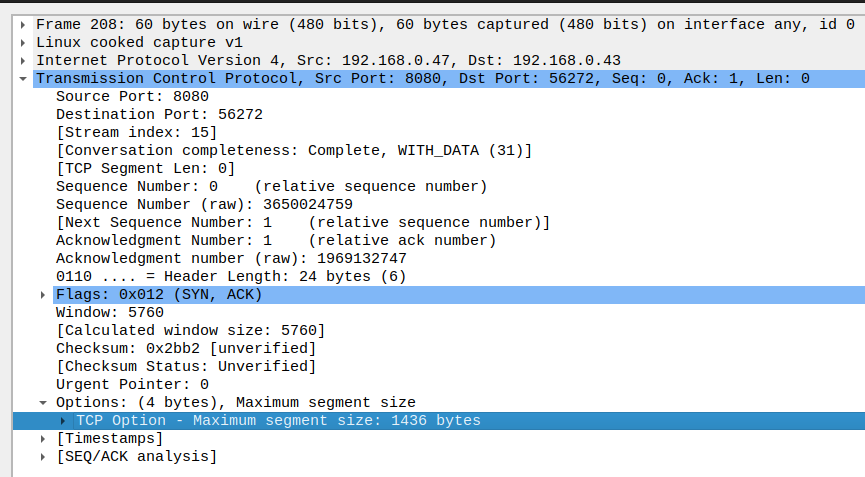 Frame 208: 60 bytes on wire (480 bits), 60 bytes captured (480 bits) on interface any, id 0
Linux cooked capture v1
Internet Protocol Version 4, Src: 192.168.0.47, Dst: 192.168.0.43
Transmission Control Protocol, Src Port: 8080, Dst Port: 56272, Seq: 0, Ack: 1, Len: 0
Source Port: 8080
Destination Port: 56272
[Stream index: 15]
[Conversation completeness: Complete, WITH_DATA (31)]
[TCP Segment Len: 0]
Sequence Number: 0    (relative sequence number)
Sequence Number (raw): 3650024759
[Next Sequence Number: 1    (relative sequence number)]
Acknowledgment Number: 1    (relative ack number)
Acknowledgment number (raw): 1969132747
0110 .... = Header Length: 24 bytes (6)
Flags: 0x012 (SYN, ACK)
Window: 5760
[Calculated window size: 5760]
Checksum: 0x2bb2 [unverified]
[Checksum Status: Unverified]
Urgent Pointer: 0
Options: (4 bytes), Maximum segment size
TCP Option - Maximum segment size: 1436 bytes
[Timestamps]
[SEQ/ACK analysis]